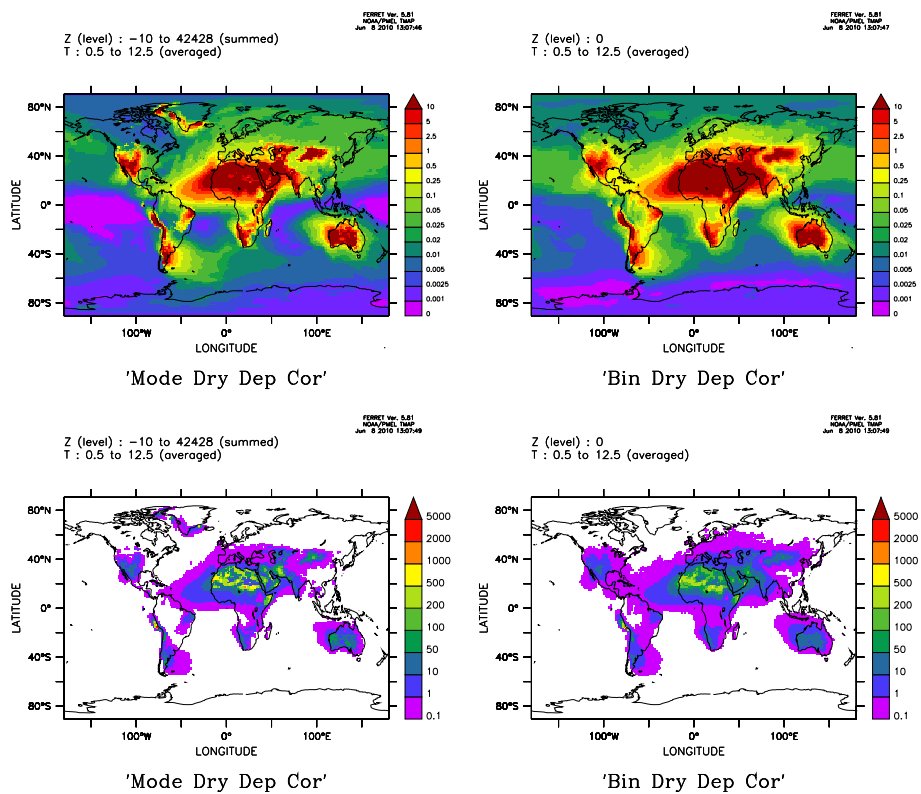 FERRET Ver. 5.81
NOAA/PMEL TMAP
Jun 8 2010 13:07:46
Z (level) : −10 to 42428 (summed)
T : 0.5 to 12.5 (averaged)
80°N
40°N
0°
40°S
80°S
LATITUDE
100°W
0°
100°E
LONGITUDE
10
5
2.5
1
0.5
0.25
0.1
0.05
0.025
0.02
0.01
0.005
0.0025
0.001
0
'Mode Dry Dep Cor'
FERRET Ver. 5.81
NOAA/PMEL TMAP
Jun 8 2010 13:07:47
Z (level) : 0
T : 0.5 to 12.5 (averaged)
80°N
40°N
0°
40°S
80°S
LATITUDE
100°W
0°
100°E
LONGITUDE
10
5
2.5
1
0.5
0.25
0.1
0.05
0.025
0.02
0.01
0.005
0.0025
0.001
0
'Bin Dry Dep Cor'
FERRET Ver. 5.81
NOAA/PMEL TMAP
Jun 8 2010 13:07:49
Z (level) : −10 to 42428 (summed)
T : 0.5 to 12.5 (averaged)
80°N
40°N
0°
40°S
80°S
LATITUDE
100°W
0°
100°E
LONGITUDE
5000
2000
1000
500
200
100
50
10
1
0.1
'Mode Dry Dep Cor'
FERRET Ver. 5.81
NOAA/PMEL TMAP
Jun 8 2010 13:07:49
Z (level) : 0
T : 0.5 to 12.5 (averaged)
80°N
40°N
0°
40°S
80°S
LATITUDE
100°W
0°
100°E
LONGITUDE
5000
2000
1000
500
200
100
50
10
1
0.1
'Bin Dry Dep Cor'